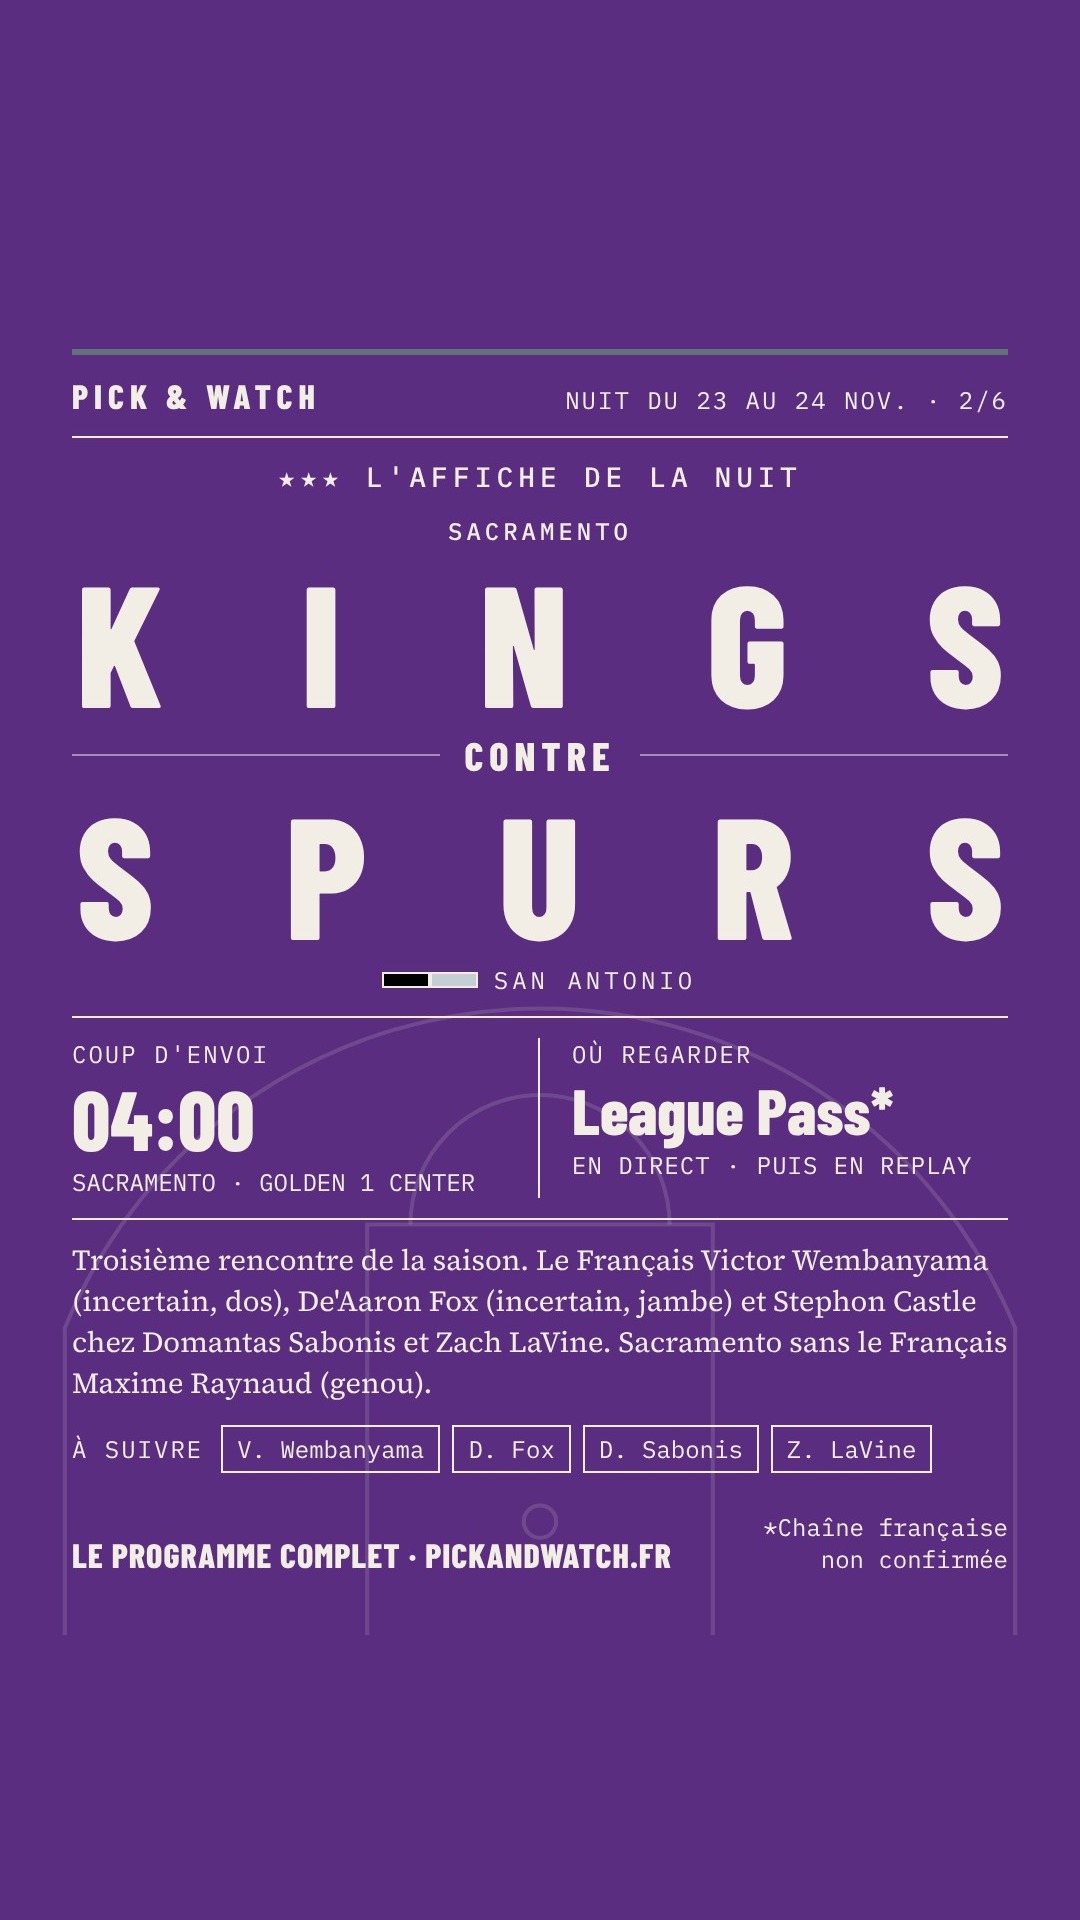 PICK & WATCH
NUIT DU 23 AU 24 NOV. · 2/6
★★★ L'AFFICHE DE LA NUIT
SACRAMENTO
KINGS
CONTRE
SPURS
SAN ANTONIO
COUP D'ENVOI
04:00
SACRAMENTO · GOLDEN 1 CENTER
OÙ REGARDER
League Pass*
EN DIRECT · PUIS EN REPLAY
Troisième rencontre de la saison. Le Français Victor Wembanyama
(incertain, dos), De'Aaron Fox (incertain, jambe) et Stephon Castle
chez Domantas Sabonis et Zach LaVine. Sacramento sans le Français
Maxime Raynaud (genou).
À SUIVRE V. Wembanyama D. Fox D. Sabonis Z. LaVine
LE PROGRAMME COMPLET · PICKANDWATCH.FR
*Chaîne française
non confirmée